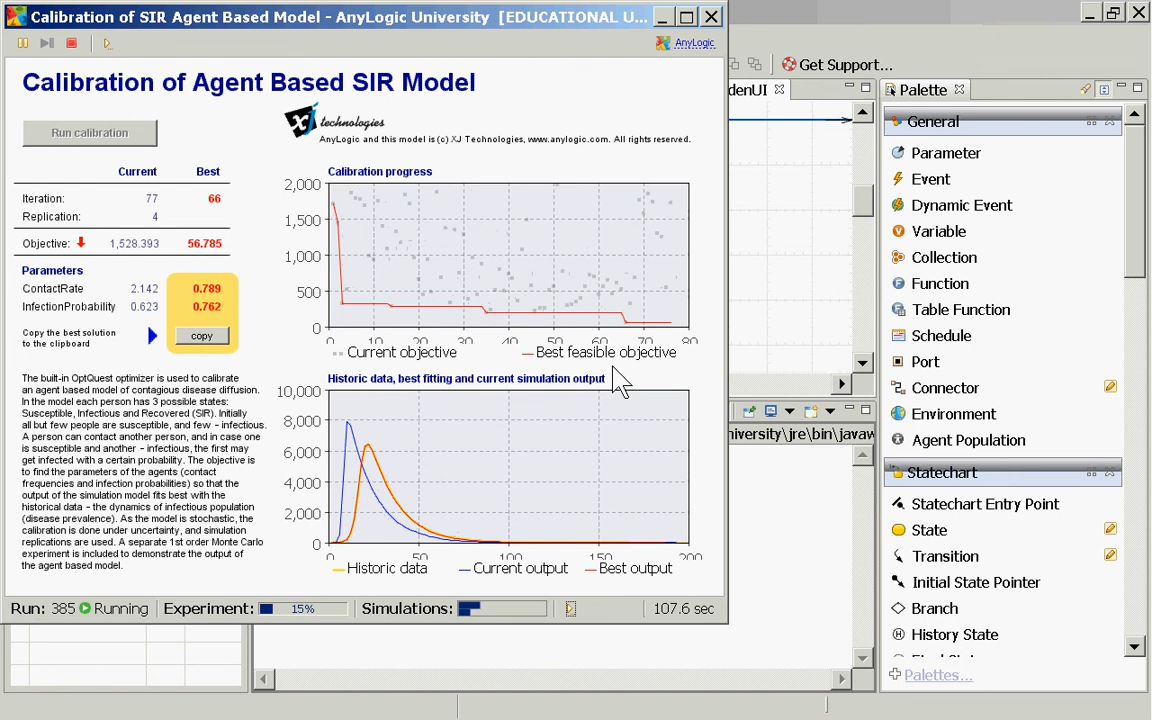 Calibration of SIR Agent Based Model - AnyLogic University [EDUCATIONAL U...
AnyLogic
Calibration of Agent Based SIR Model
Run calibration
xj technologies
AnyLogic and this model is (c) XJ Technologies, www.anylogic.com. All rights reserved.
Current Best
Iteration: 77 66
Replication: 4
Objective: 1,528.393 56.785
Parameters
ContactRate 2.142 0.789
InfectionProbability 0.623 0.762
Copy the best solution
to the clipboard
copy
The built-in OptQuest optimizer is used to calibrate
an agent based model of contagious disease diffusion.
In the model each person has 3 possible states:
Susceptible, Infectious and Recovered (SIR). Initially
all but few people are susceptible, and few - infectious.
A person can contact another person, and in case one
is susceptible and another - infectious, the first may
get infected with a certain probability. The objective is
to find the parameters of the agents (contact
frequencies and infection probabilities) so that the
output of the simulation model fits best with the
historical data - the dynamics of infectious population
(disease prevalence). As the model is stochastic, the
calibration is done under uncertainty, and simulation
replications are used. A separate 1st order Monte Carlo
experiment is included to demonstrate the output of
the agent based model.
Calibration progress
2,000
1,500
1,000
500
0
0 10 20 30 40 50 60 70 80
Current objective Best feasible objective
Historic data, best fitting and current simulation output
10,000
8,000
6,000
4,000
2,000
0
0 50 100 150 200
Historic data Current output Best output
Run: 385 Running Experiment: 15% Simulations: 107.6 sec
Get Support...
denUI
niversity\jre\bin\javaw
Palette
General
Parameter
Event
Dynamic Event
Variable
Collection
Function
Table Function
Schedule
Port
Connector
Environment
Agent Population
Statechart
Statechart Entry Point
State
Transition
Initial State Pointer
Branch
History State
Palettes...